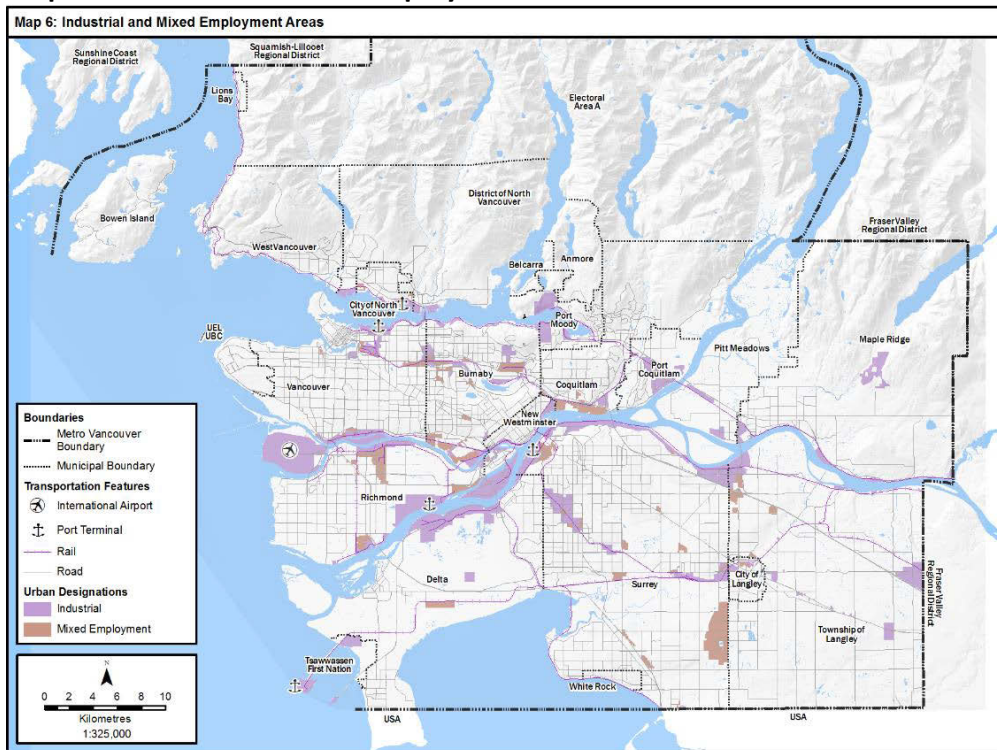 Map 6: Industrial and Mixed Employment Areas
Sunshine Coast
Regional District
Squamish-Lillooet
Regional District
Lions
Bay
Electoral
Area A
Bowen Island
District of North
Vancouver
Fraser Valley
Regional District
West Vancouver
Belcarra
Anmore
City of North
Vancouver
Port
Moody
UEL
/UBC
Pitt Meadows
Maple Ridge
Vancouver
Burnaby
Coquitlam
Port
Coquitlam
New
Westminster
Richmond
Delta
Surrey
City of
Langley
Fraser Valley
Regional District
Township of
Langley
Tsawwassen
First Nation
White Rock
USA
USA
Boundaries
Metro Vancouver
Boundary
Municipal Boundary
Transportation Features
International Airport
Port Terminal
Rail
Road
Urban Designations
Industrial
Mixed Employment
N
0 2 4 6 8 10
Kilometres
1:325,000